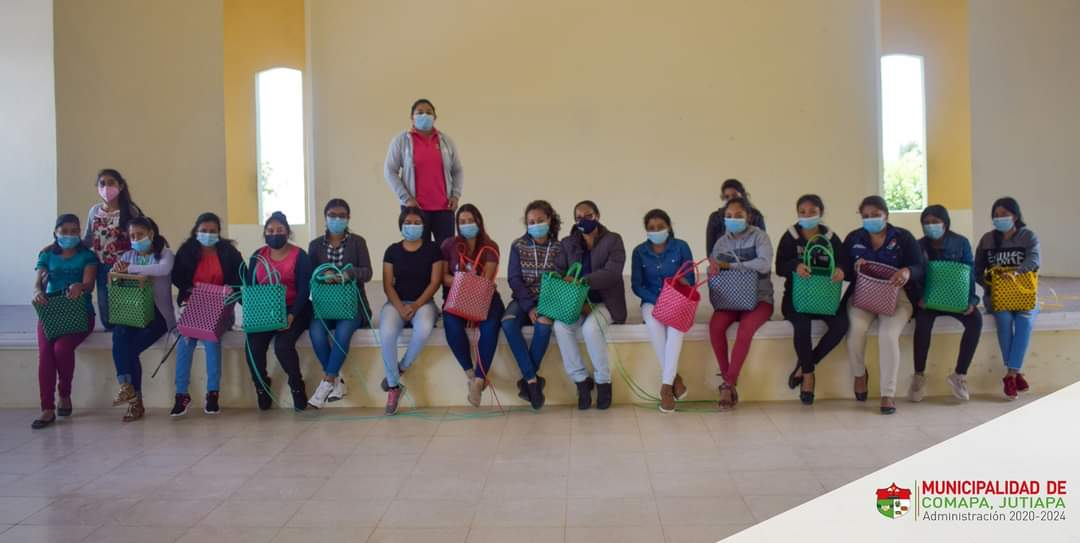 MUNICIPALIDAD DE
COMAPA, JUTIAPA
Administración 2020-2024